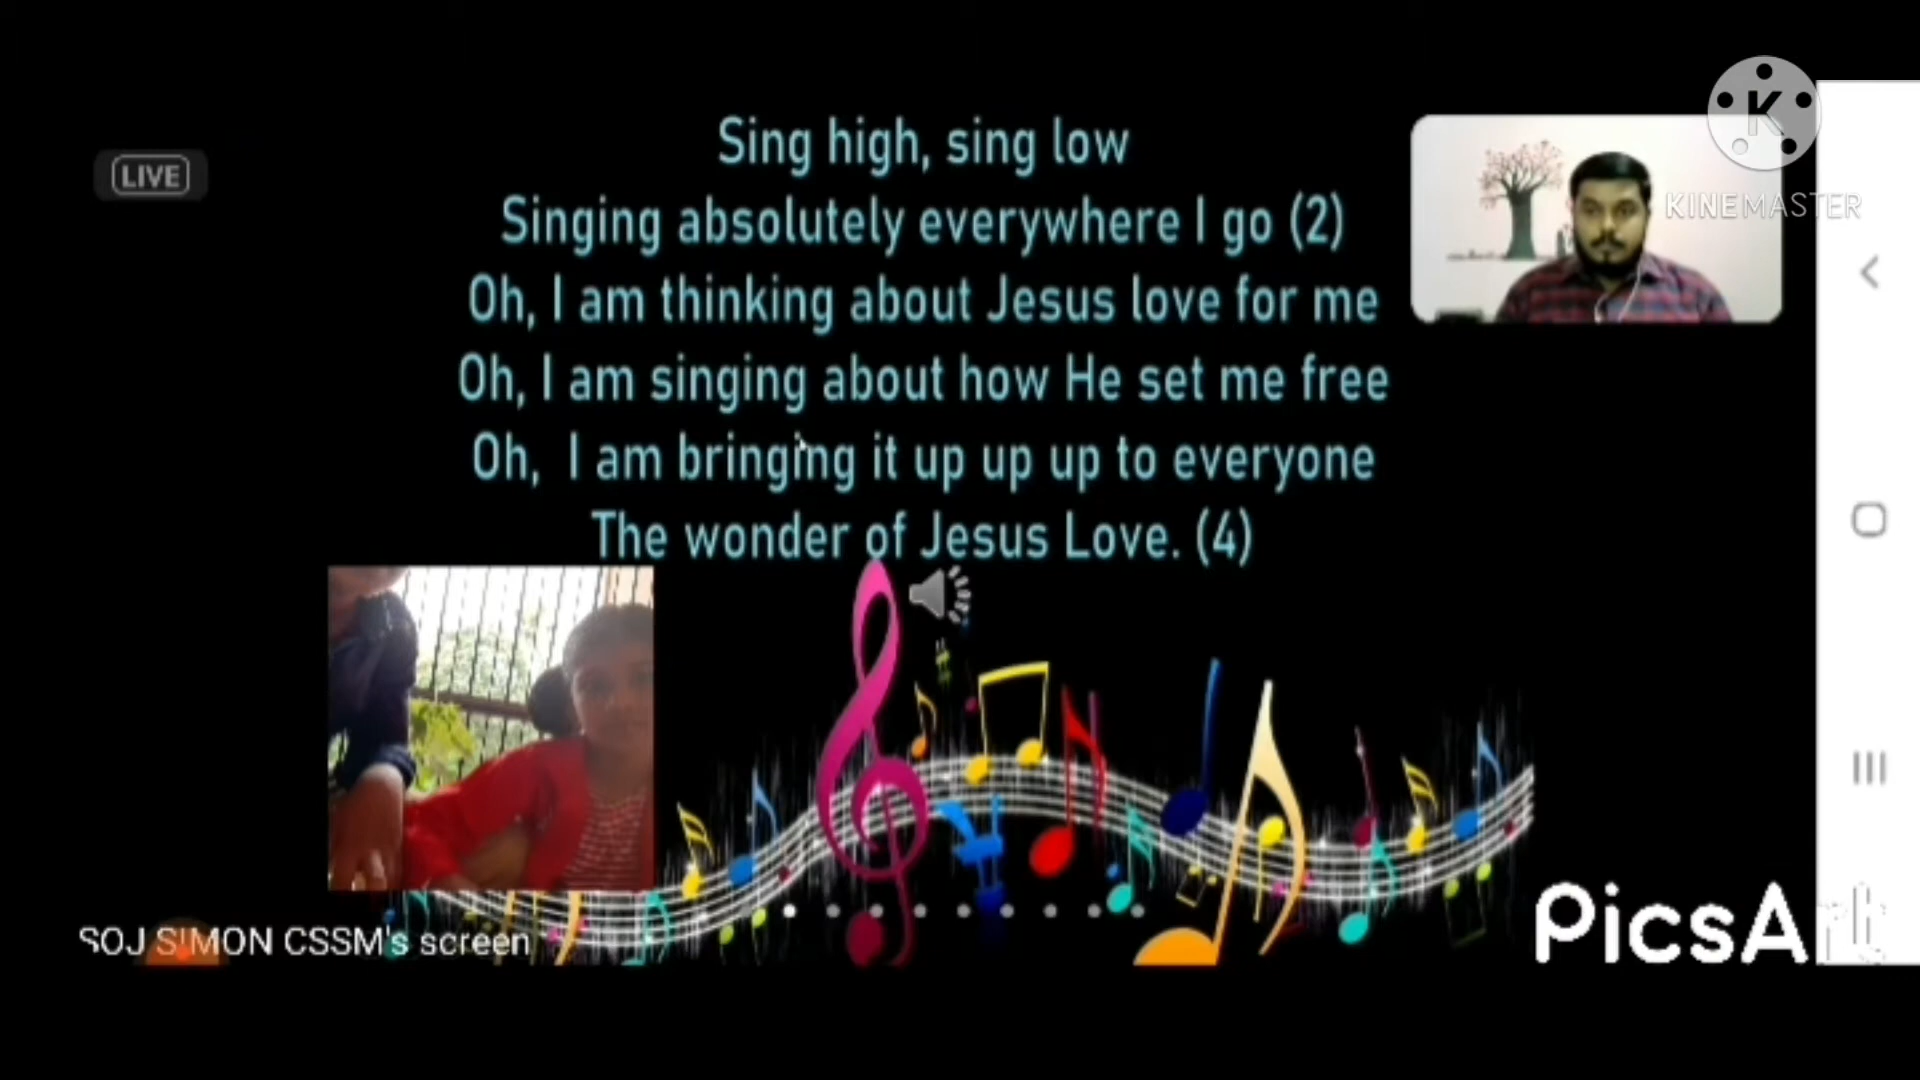 LIVE
Sing high, sing low
Singing absolutely everywhere I go (2)
Oh, I am thinking about Jesus love for me
Oh, I am singing about how He set me free
Oh, I am bringing it up up up to everyone
The wonder of Jesus Love. (4)
K
KINEMASTER
SOJ SIMON CSSM's screen
PicsArt